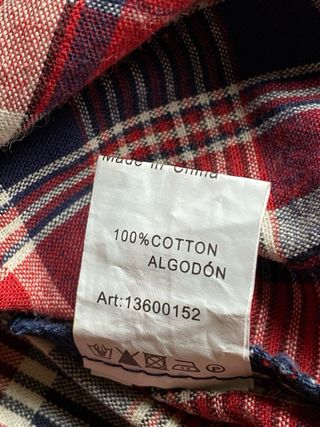 Made in China
100%COTTON
ALGODÓN
Art:13600152